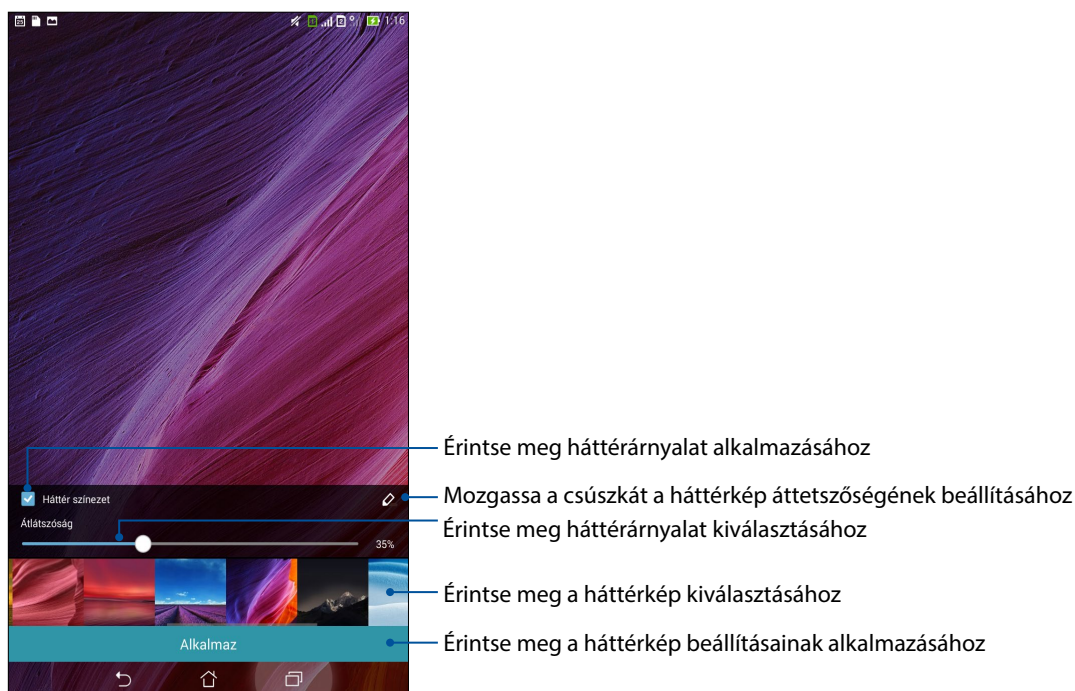 1:16
Érintse meg háttérárnyalat alkalmazásához
Háttér színezet
Mozgassa a csúszkát a háttérkép áttetszőségének beállításához
Átlátszóság
Érintse meg háttérárnyalat kiválasztásához
35%
Érintse meg a háttérkép kiválasztásához
Alkalmaz
Érintse meg a háttérkép beállításainak alkalmazásához